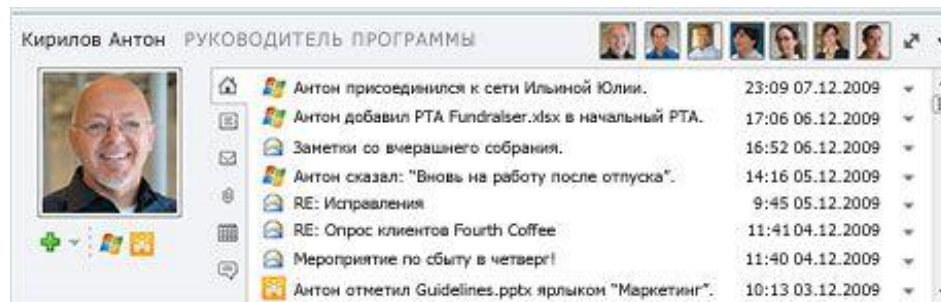 Кирилов Антон РУКОВОДИТЕЛЬ ПРОГРАММЫ
Антон присоединился к сети Ильиной Юлии. 23:09 07.12.2009
Антон добавил PTA Fundraiser.xlsx в начальный PTA. 17:06 06.12.2009
Заметки со вчерашнего собрания. 16:52 06.12.2009
Антон сказал: "Вновь на работу после отпуска". 14:16 05.12.2009
RE: Исправления 9:45 05.12.2009
RE: Опрос клиентов Fourth Coffee 11:41 04.12.2009
Мероприятие по сбыту в четверг! 11:40 04.12.2009
Антон отметил Guidelines.pptx ярлыком "Маркетинг". 10:13 03.12.2009